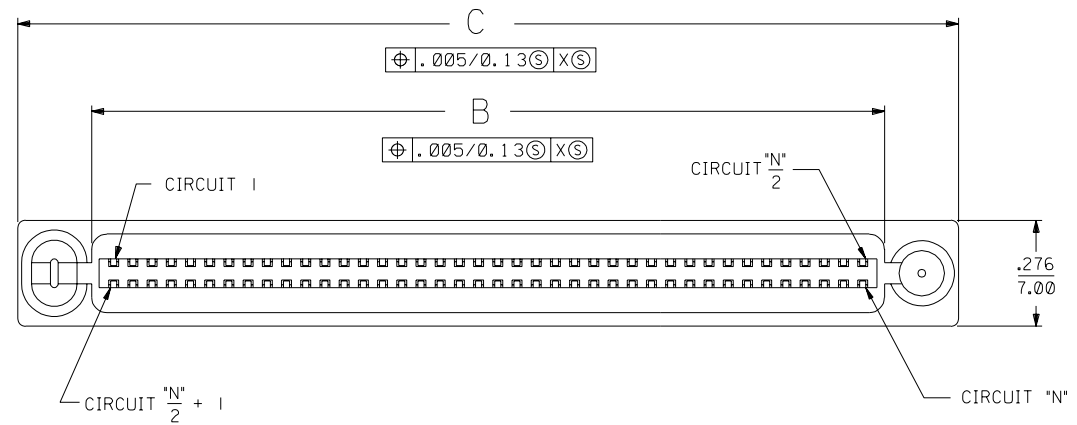 C
⌖ .005/0.13Ⓢ XⓈ
B
⌖ .005/0.13Ⓢ XⓈ
CIRCUIT 1
CIRCUIT "N"
2
.276
7.00
CIRCUIT "N" + 1
2
CIRCUIT "N"